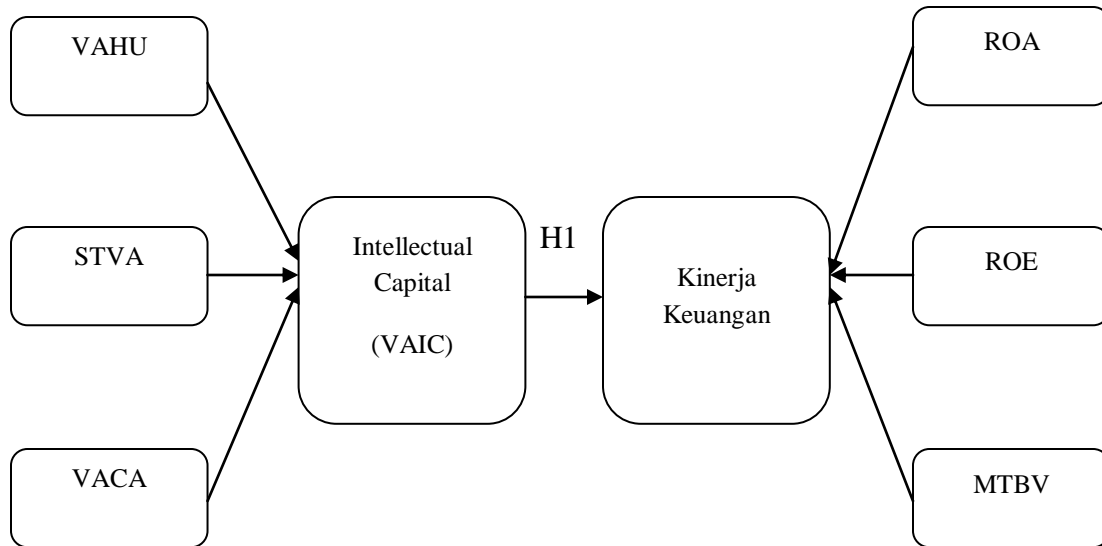 VAHU
ROA
H1
STVA
Intellectual
Capital
(VAIC)
Kinerja
Keuangan
ROE
VACA
MTBV